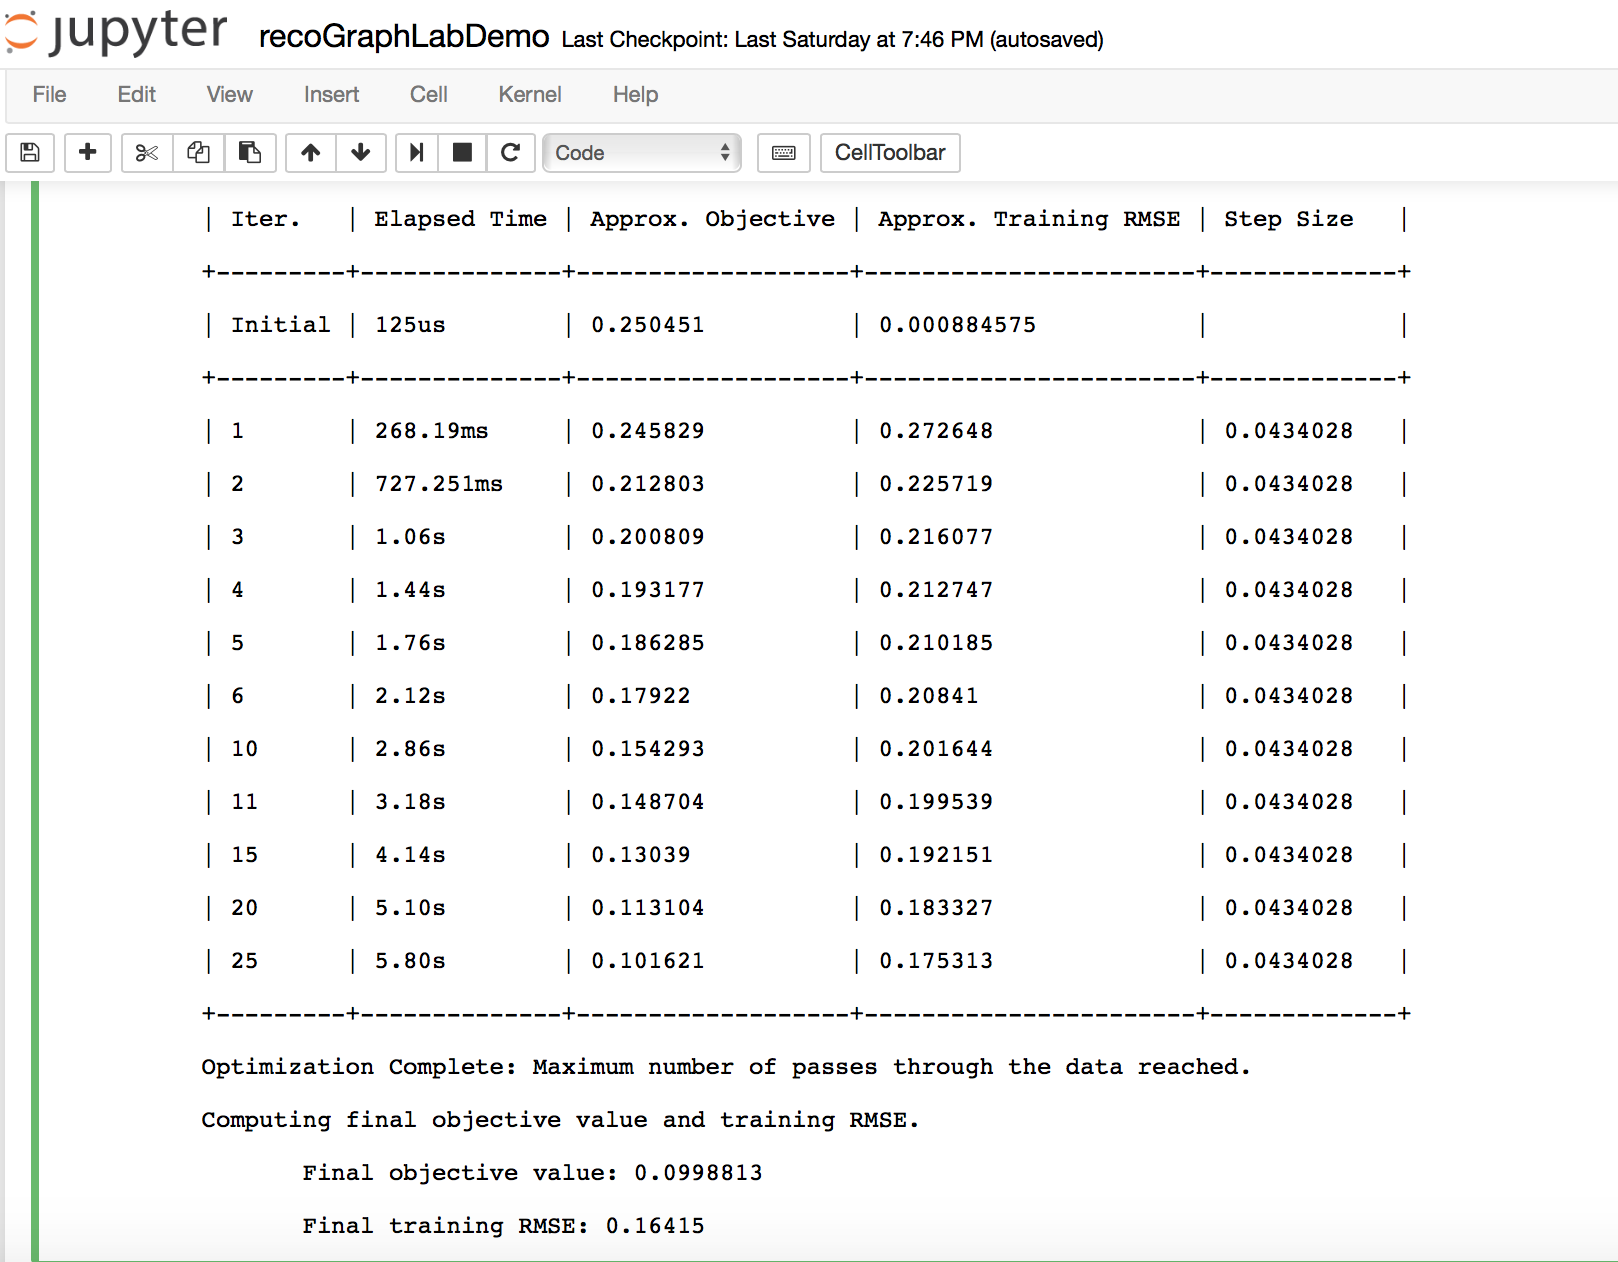 jupyter recoGraphLabDemo Last Checkpoint: Last Saturday at 7:46 PM (autosaved)
File Edit View Insert Cell Kernel Help
Code CellToolbar
| Iter. | Elapsed Time | Approx. Objective | Approx. Training RMSE | Step Size |
+---------+--------------+-------------------+-----------------------+-------------+
| Initial | 125us | 0.250451 | 0.000884575 | |
+---------+--------------+-------------------+-----------------------+-------------+
| 1 | 268.19ms | 0.245829 | 0.272648 | 0.0434028 |
| 2 | 727.251ms | 0.212803 | 0.225719 | 0.0434028 |
| 3 | 1.06s | 0.200809 | 0.216077 | 0.0434028 |
| 4 | 1.44s | 0.193177 | 0.212747 | 0.0434028 |
| 5 | 1.76s | 0.186285 | 0.210185 | 0.0434028 |
| 6 | 2.12s | 0.17922 | 0.20841 | 0.0434028 |
| 10 | 2.86s | 0.154293 | 0.201644 | 0.0434028 |
| 11 | 3.18s | 0.148704 | 0.199539 | 0.0434028 |
| 15 | 4.14s | 0.13039 | 0.192151 | 0.0434028 |
| 20 | 5.10s | 0.113104 | 0.183327 | 0.0434028 |
| 25 | 5.80s | 0.101621 | 0.175313 | 0.0434028 |
+---------+--------------+-------------------+-----------------------+-------------+
Optimization Complete: Maximum number of passes through the data reached.
Computing final objective value and training RMSE.
Final objective value: 0.0998813
Final training RMSE: 0.16415